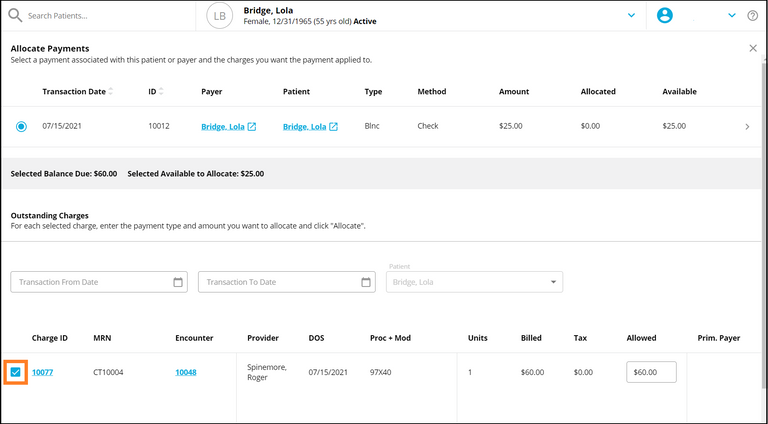 Search Patients...
LB
Bridge, Lola
Female, 12/31/1965 (55 yrs old) Active
Allocate Payments
Select a payment associated with this patient or payer and the charges you want the payment applied to.
Transaction Date ID Payer Patient Type Method Amount Allocated Available
07/15/2021 10012 Bridge, Lola Bridge, Lola Blnc Check $25.00 $0.00 $25.00
Selected Balance Due: $60.00 Selected Available to Allocate: $25.00
Outstanding Charges
For each selected charge, enter the payment type and amount you want to allocate and click "Allocate".
Patient
Transaction From Date Transaction To Date Bridge, Lola
Charge ID MRN Encounter Provider DOS Proc + Mod Units Billed Tax Allowed Prim. Payer
10077 CT10004 10048 Spinemore, Roger 07/15/2021 97X40 1 $60.00 $0.00 $60.00